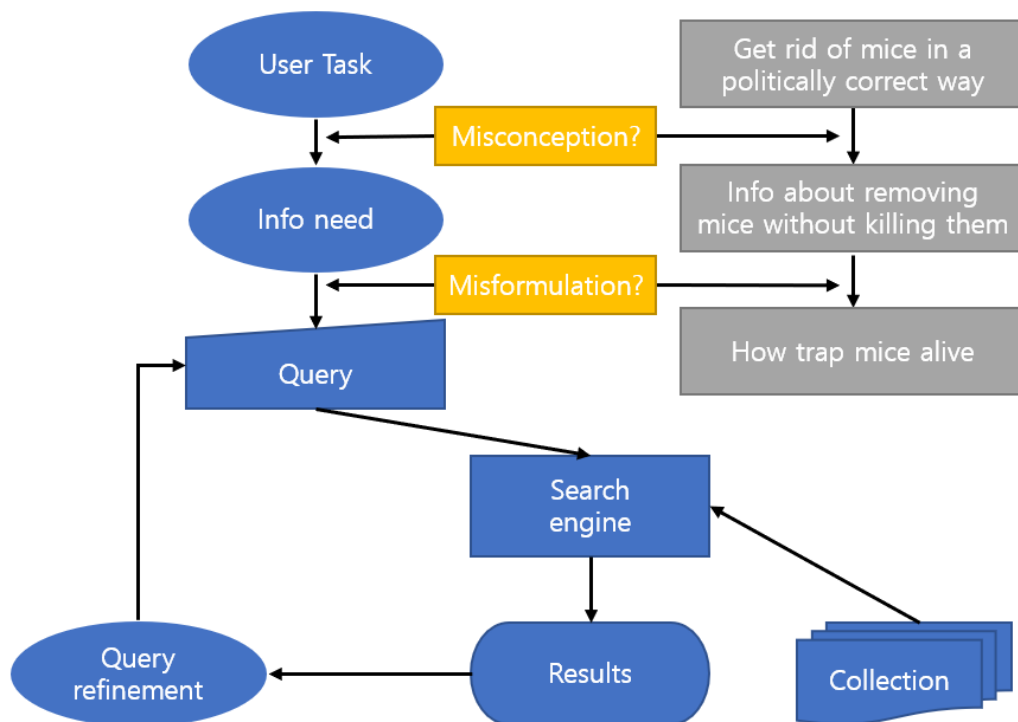 User Task
Get rid of mice in a
politically correct way
Misconception?
Info need
Info about removing
mice without killing them
Misformulation?
Query
How trap mice alive
Search
engine
Query
refinement
Results
Collection